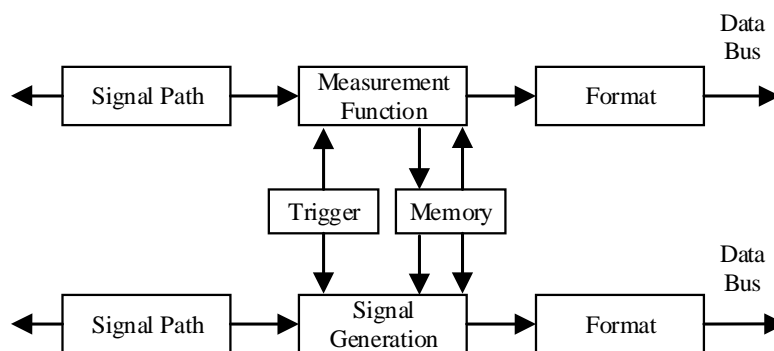 Data
Bus
Signal Path
Measurement
Function
Format
Trigger
Memory
Data
Bus
Signal Path
Signal
Generation
Format